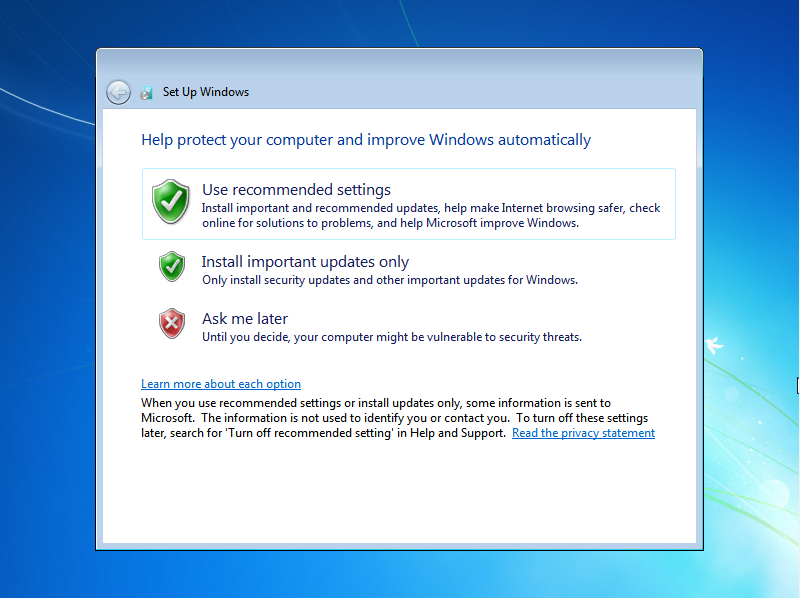 Set Up Windows
Help protect your computer and improve Windows automatically
Use recommended settings
Install important and recommended updates, help make Internet browsing safer, check
online for solutions to problems, and help Microsoft improve Windows.
Install important updates only
Only install security updates and other important updates for Windows.
Ask me later
Until you decide, your computer might be vulnerable to security threats.
Learn more about each option
When you use recommended settings or install updates only, some information is sent to
Microsoft.  The information is not used to identify you or contact you.  To turn off these settings
later, search for 'Turn off recommended setting' in Help and Support.  Read the privacy statement